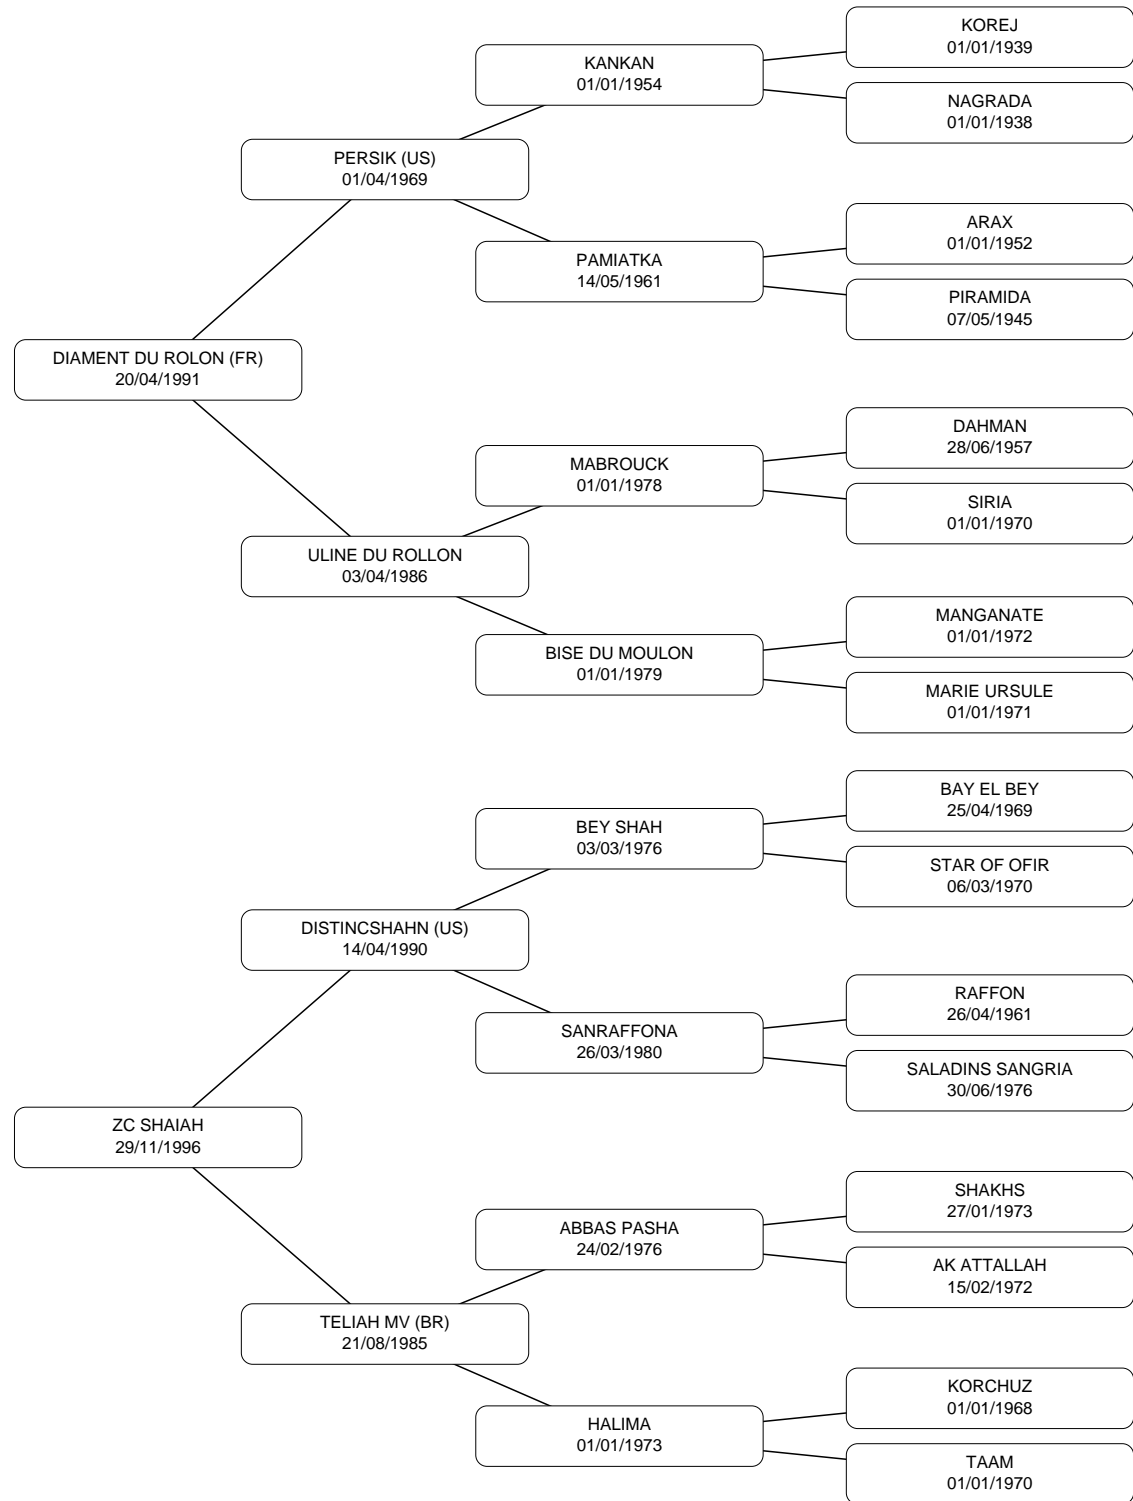 KOREJ
01/01/1939
KANKAN
01/01/1954
NAGRADA
01/01/1938
PERSIK (US)
01/04/1969
ARAX
01/01/1952
PAMIATKA
14/05/1961
PIRAMIDA
07/05/1945
DIAMENT DU ROLON (FR)
20/04/1991
DAHMAN
28/06/1957
MABROUCK
01/01/1978
SIRIA
01/01/1970
ULINE DU ROLLON
03/04/1986
MANGANATE
01/01/1972
BISE DU MOULON
01/01/1979
MARIE URSULE
01/01/1971
BAY EL BEY
25/04/1969
BEY SHAH
03/03/1976
STAR OF OFIR
06/03/1970
DISTINCSHAHN (US)
14/04/1990
RAFFON
26/04/1961
SANRAFFONA
26/03/1980
SALADINS SANGRIA
30/06/1976
ZC SHAIAH
29/11/1996
SHAKHS
27/01/1973
ABBAS PASHA
24/02/1976
AK ATTALLAH
15/02/1972
TELIAH MV (BR)
21/08/1985
KORCHUZ
01/01/1968
HALIMA
01/01/1973
TAAM
01/01/1970